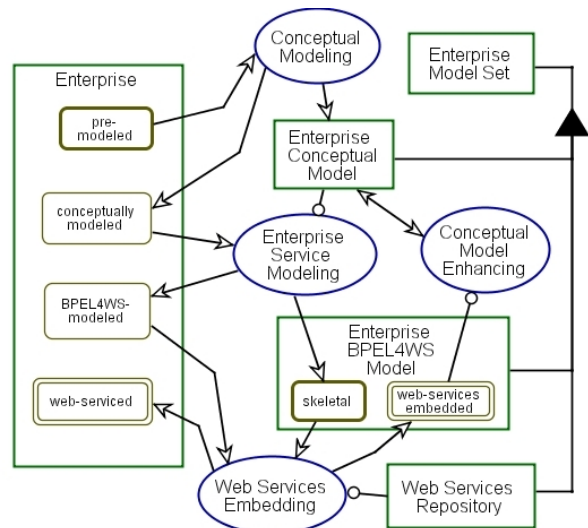 Conceptual
Modeling
Enterprise
Model Set
Enterprise
pre-
modeled
Enterprise
Conceptual
Model
conceptually
modeled
Enterprise
Service
Modeling
Conceptual
Model
Enhancing
BPEL4WS-
modeled
Enterprise
BPEL4WS
Model
web-serviced
skeletal
web-services
embedded
Web Services
Embedding
Web Services
Repository